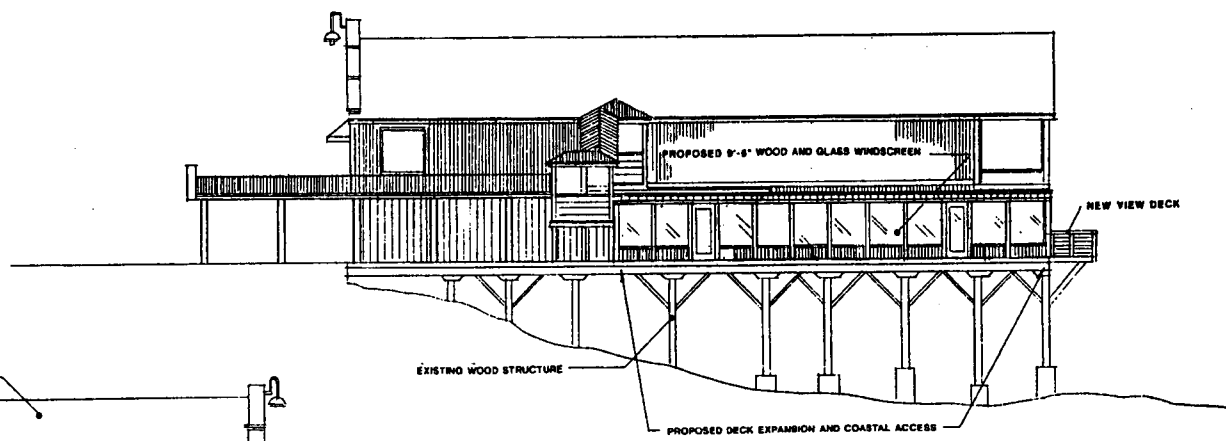 PROPOSED 9'-6" WOOD AND GLASS WINDSCREEN
NEW VIEW DECK
EXISTING WOOD STRUCTURE
PROPOSED DECK EXPANSION AND COASTAL ACCESS